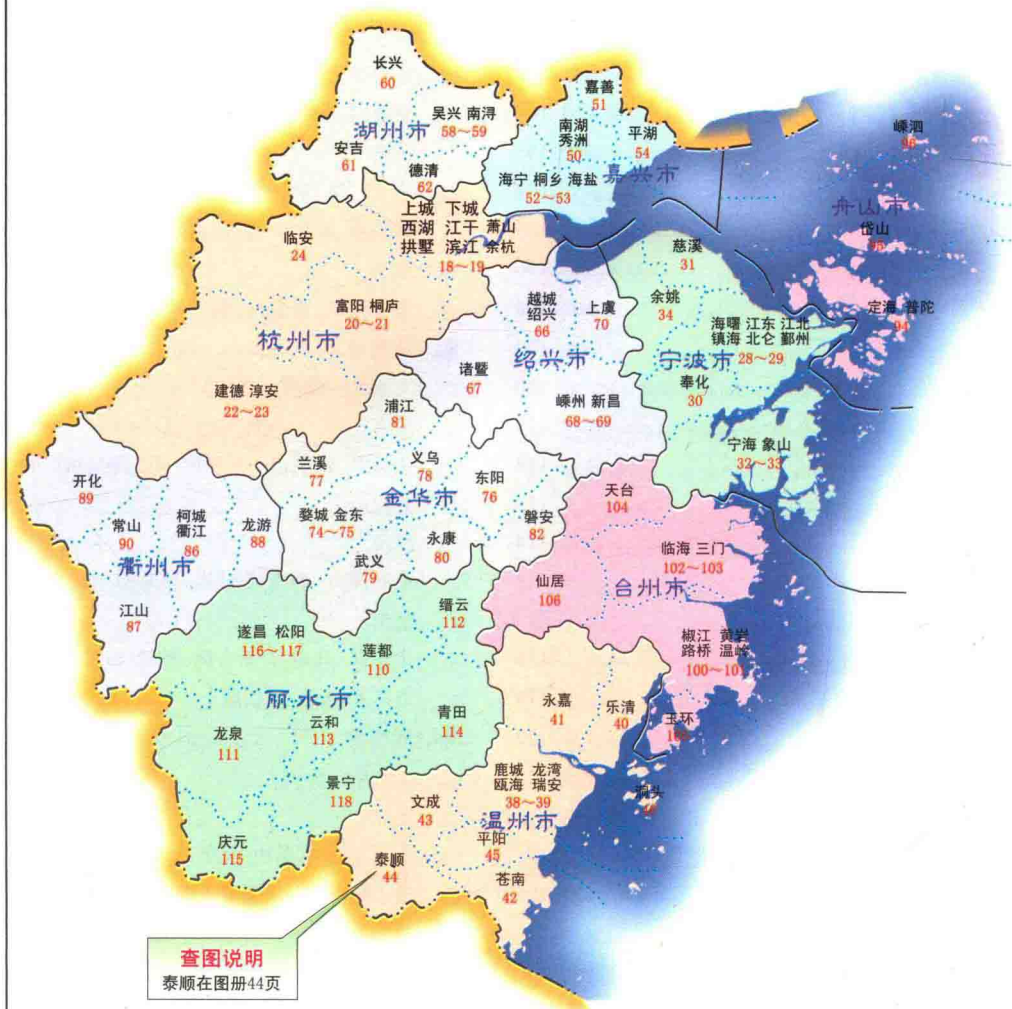 长兴
60
吴兴 南浔
58～59
湖州市
安吉
61
德清
62
嘉善
51
南湖
秀洲
50
平湖
54
嘉兴市
海宁 桐乡 海盐
52～53
嵊泗
96
舟山市
岱山
95
定海 普陀
94
上城 下城
西湖 江干 萧山
拱墅 滨江 余杭
18～19
临安
24
富阳 桐庐
20～21
杭州市
建德 淳安
22～23
慈溪
31
余姚
34
海曙 江东 江北
镇海 北仑 鄞州
28～29
宁波市
奉化
30
宁海 象山
32～33
越城
绍兴
66
上虞
70
绍兴市
诸暨
67
嵊州 新昌
68～69
浦江
81
兰溪
77
义乌
78
东阳
76
金华市
婺城 金东
74～75
永康
80
磐安
82
武义
79
开化
89
常山
90
柯城
衢江
86
龙游
88
衢州市
江山
87
天台
104
临海 三门
102～103
仙居
106
台州市
椒江 黄岩
路桥 温岭
100～101
玉环
缙云
112
遂昌 松阳
116～117
莲都
110
丽水市
云和
113
青田
114
龙泉
111
景宁
118
庆元
115
永嘉
41
乐清
40
鹿城 龙湾
瓯海 瑞安
38～39
洞头
文成
43
温州市
平阳
45
泰顺
44
苍南
42
查图说明
泰顺在图册44页